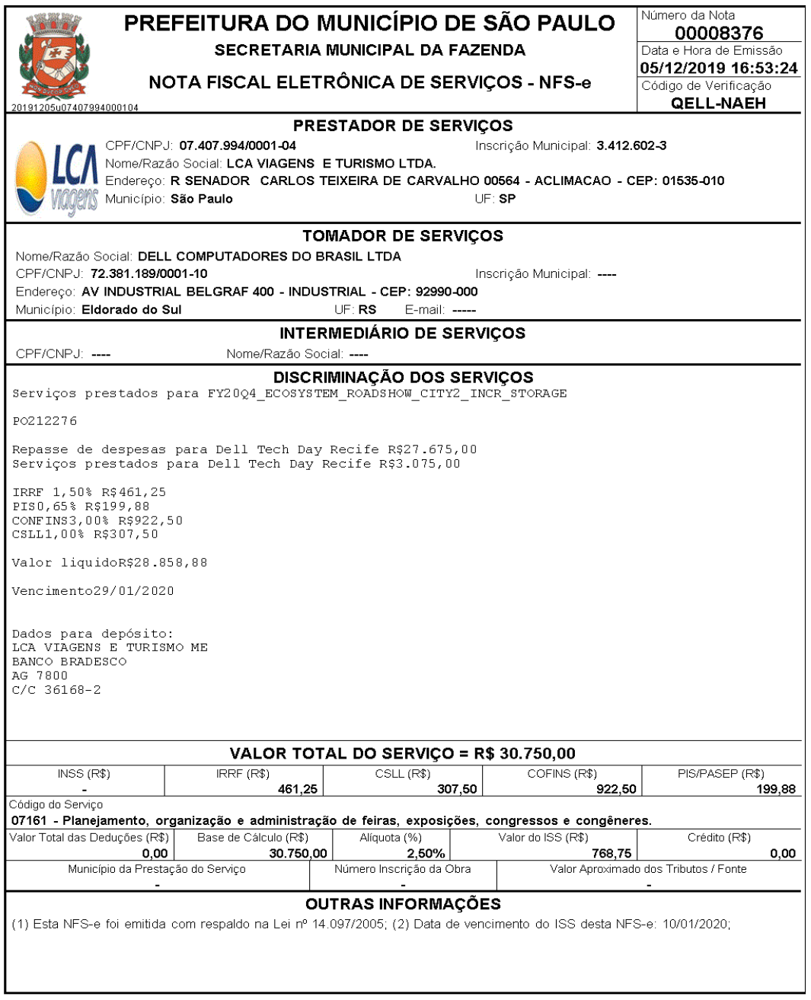 PREFEITURA DO MUNICÍPIO DE SÃO PAULO
SECRETARIA MUNICIPAL DA FAZENDA
NOTA FISCAL ELETRÔNICA DE SERVIÇOS - NFS-e
20191205u07407994000104
Número da Nota
00008376
Data e Hora de Emissão
05/12/2019 16:53:24
Código de Verificação
QELL-NAEH
PRESTADOR DE SERVIÇOS
LCA
viagens
CPF/CNPJ: 07.407.994/0001-04 Inscrição Municipal: 3.412.602-3
Nome/Razão Social: LCA VIAGENS E TURISMO LTDA.
Endereço: R SENADOR CARLOS TEIXEIRA DE CARVALHO 00564 - ACLIMACAO - CEP: 01535-010
Município: São Paulo UF: SP
TOMADOR DE SERVIÇOS
Nome/Razão Social: DELL COMPUTADORES DO BRASIL LTDA
CPF/CNPJ: 72.381.189/0001-10 Inscrição Municipal: ----
Endereço: AV INDUSTRIAL BELGRAF 400 - INDUSTRIAL - CEP: 92990-000
Município: Eldorado do Sul UF: RS E-mail: -----
INTERMEDIÁRIO DE SERVIÇOS
CPF/CNPJ: ---- Nome/Razão Social: ----
DISCRIMINAÇÃO DOS SERVIÇOS
Serviços prestados para FY20Q4_ECOSYSTEM_ROADSHOW_CITY2_INCR_STORAGE
PO212276
Repasse de despesas para Dell Tech Day Recife R$27.675,00
Serviços prestados para Dell Tech Day Recife R$3.075,00
IRRF 1,50% R$461,25
PIS0,65% R$199,88
CONFINS3,00% R$922,50
CSLL1,00% R$307,50
Valor liquidoR$28.858,88
Vencimento29/01/2020
Dados para depósito:
LCA VIAGENS E TURISMO ME
BANCO BRADESCO
AG 7800
C/C 36168-2
VALOR TOTAL DO SERVIÇO = R$ 30.750,00
INSS (R$) IRRF (R$) CSLL (R$) COFINS (R$) PIS/PASEP (R$)
- 461,25 307,50 922,50 199,88
Código do Serviço
07161 - Planejamento, organização e administração de feiras, exposições, congressos e congêneres.
Valor Total das Deduções (R$) Base de Cálculo (R$) Alíquota (%) Valor do ISS (R$) Crédito (R$)
0,00 30.750,00 2,50% 768,75 0,00
Município da Prestação do Serviço Número Inscrição da Obra Valor Aproximado dos Tributos / Fonte
- - -
OUTRAS INFORMAÇÕES
(1) Esta NFS-e foi emitida com respaldo na Lei nº 14.097/2005; (2) Data de vencimento do ISS desta NFS-e: 10/01/2020;